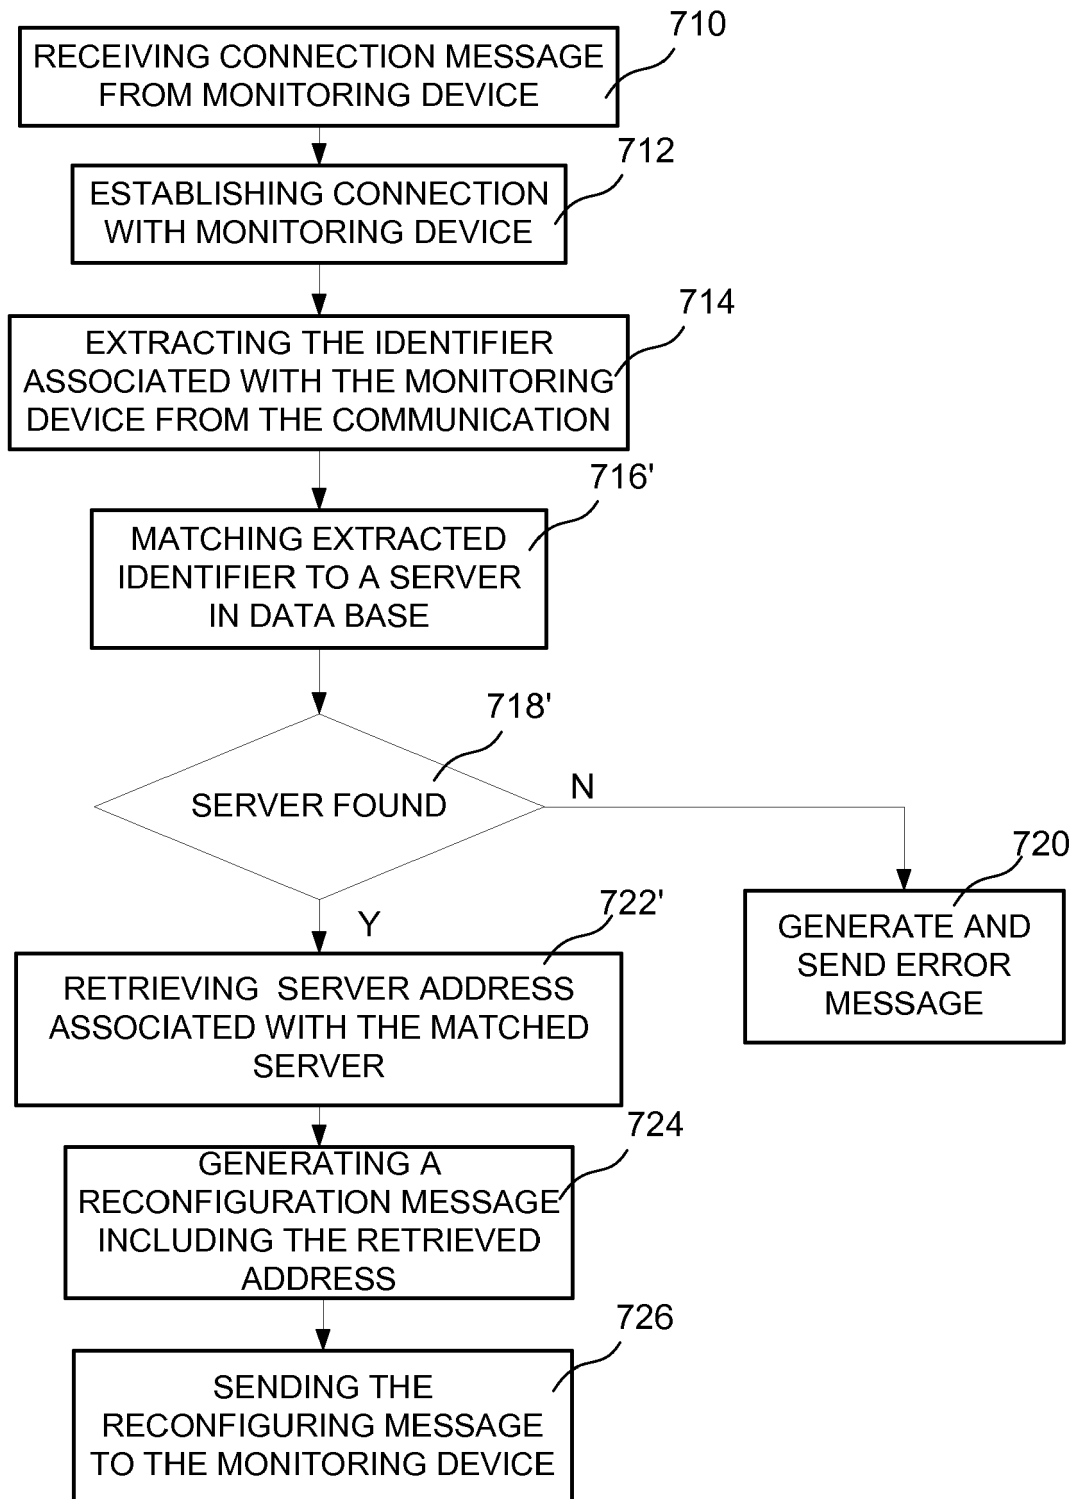 710
RECEIVING CONNECTION MESSAGE
FROM MONITORING DEVICE
712
ESTABLISHING CONNECTION
WITH MONITORING DEVICE
714
EXTRACTING THE IDENTIFIER
ASSOCIATED WITH THE MONITORING
DEVICE FROM THE COMMUNICATION
716'
MATCHING EXTRACTED
IDENTIFIER TO A SERVER
IN DATA BASE
718'
SERVER FOUND
N
720
GENERATE AND
SEND ERROR
MESSAGE
Y
722'
RETRIEVING SERVER ADDRESS
ASSOCIATED WITH THE MATCHED
SERVER
724
GENERATING A
RECONFIGURATION MESSAGE
INCLUDING THE RETRIEVED
ADDRESS
726
SENDING THE
RECONFIGURING MESSAGE
TO THE MONITORING DEVICE